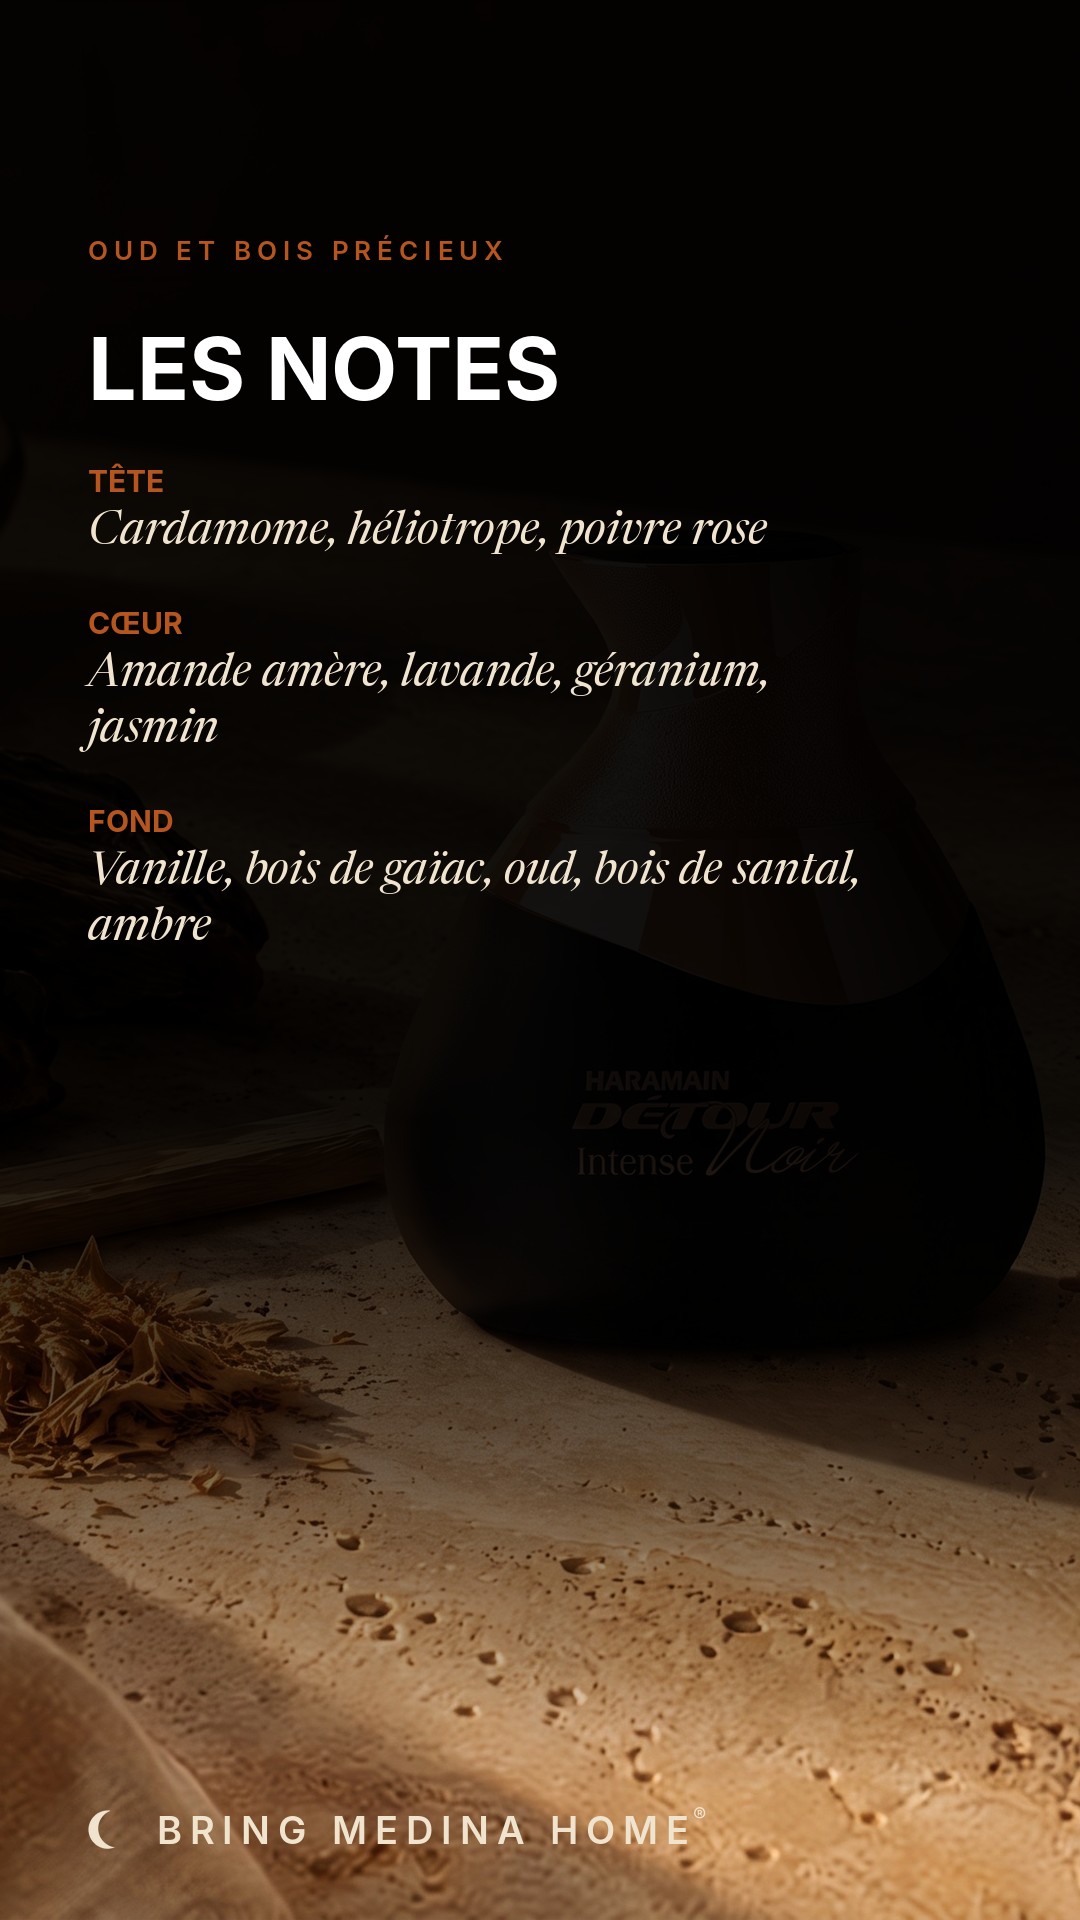 OUD ET BOIS PRÉCIEUX
LES NOTES
TÊTE
Cardamome, héliotrope, poivre rose
CŒUR
Amande amère, lavande, géranium,
jasmin
FOND
Vanille, bois de gaïac, oud, bois de santal,
ambre
HARAMAIN
DÉTOUR
Intense Noir
BRING MEDINA HOME®